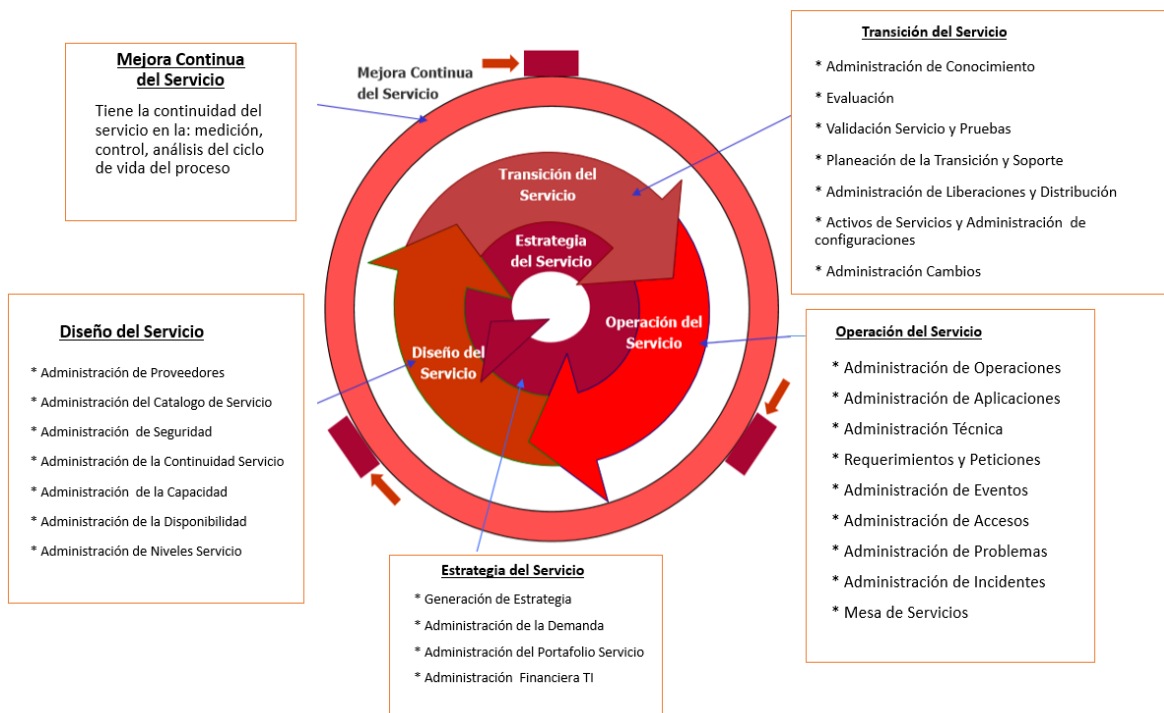 Mejora Continua
del Servicio
Tiene la continuidad del
servicio en la: medición,
control, análisis del ciclo
de vida del proceso
Mejora Continua
del Servicio
Transición del
Servicio
Estrategia
del Servicio
Operación del
Servicio
Diseño del
Servicio
Transición del Servicio
* Administración de Conocimiento
* Evaluación
* Validación Servicio y Pruebas
* Planeación de la Transición y Soporte
* Administración de Liberaciones y Distribución
* Activos de Servicios y Administración de
configuraciones
* Administración Cambios
Diseño del Servicio
* Administración de Proveedores
* Administración del Catalogo de Servicio
* Administración de Seguridad
* Administración de la Continuidad Servicio
* Administración de la Capacidad
* Administración de la Disponibilidad
* Administración de Niveles Servicio
Operación del Servicio
* Administración de Operaciones
* Administración de Aplicaciones
* Administración Técnica
* Requerimientos y Peticiones
* Administración de Eventos
* Administración de Accesos
* Administración de Problemas
* Administración de Incidentes
* Mesa de Servicios
Estrategia del Servicio
* Generación de Estrategia
* Administración de la Demanda
* Administración del Portafolio Servicio
* Administración Financiera TI